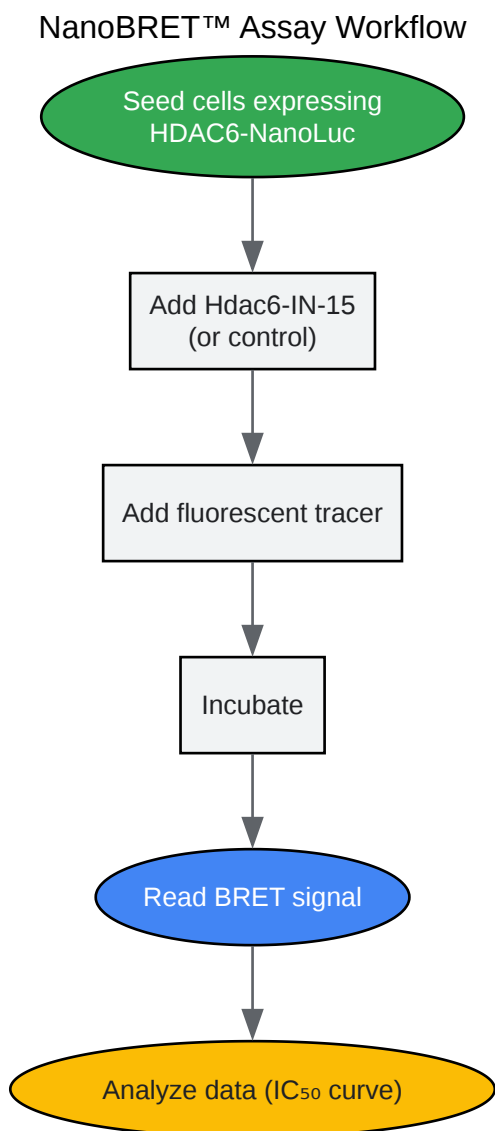 NanoBRET™ Assay Workflow
Seed cells expressing
HDAC6-NanoLuc
Add Hdac6-IN-15
(or control)
Add fluorescent tracer
Incubate
Read BRET signal
Analyze data (IC₅₀ curve)